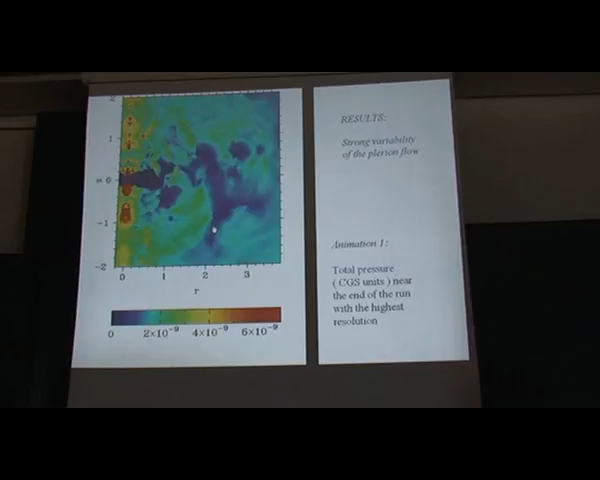 2
1
0
−1
−2
z
0
1
2
3
r
0
2×10⁻⁹
4×10⁻⁹
6×10⁻⁹
RESULTS:
Strong variability
of the plerion flow
Animation 1:
Total pressure
( CGS units ) near
the end of the run
with the highest
resolution